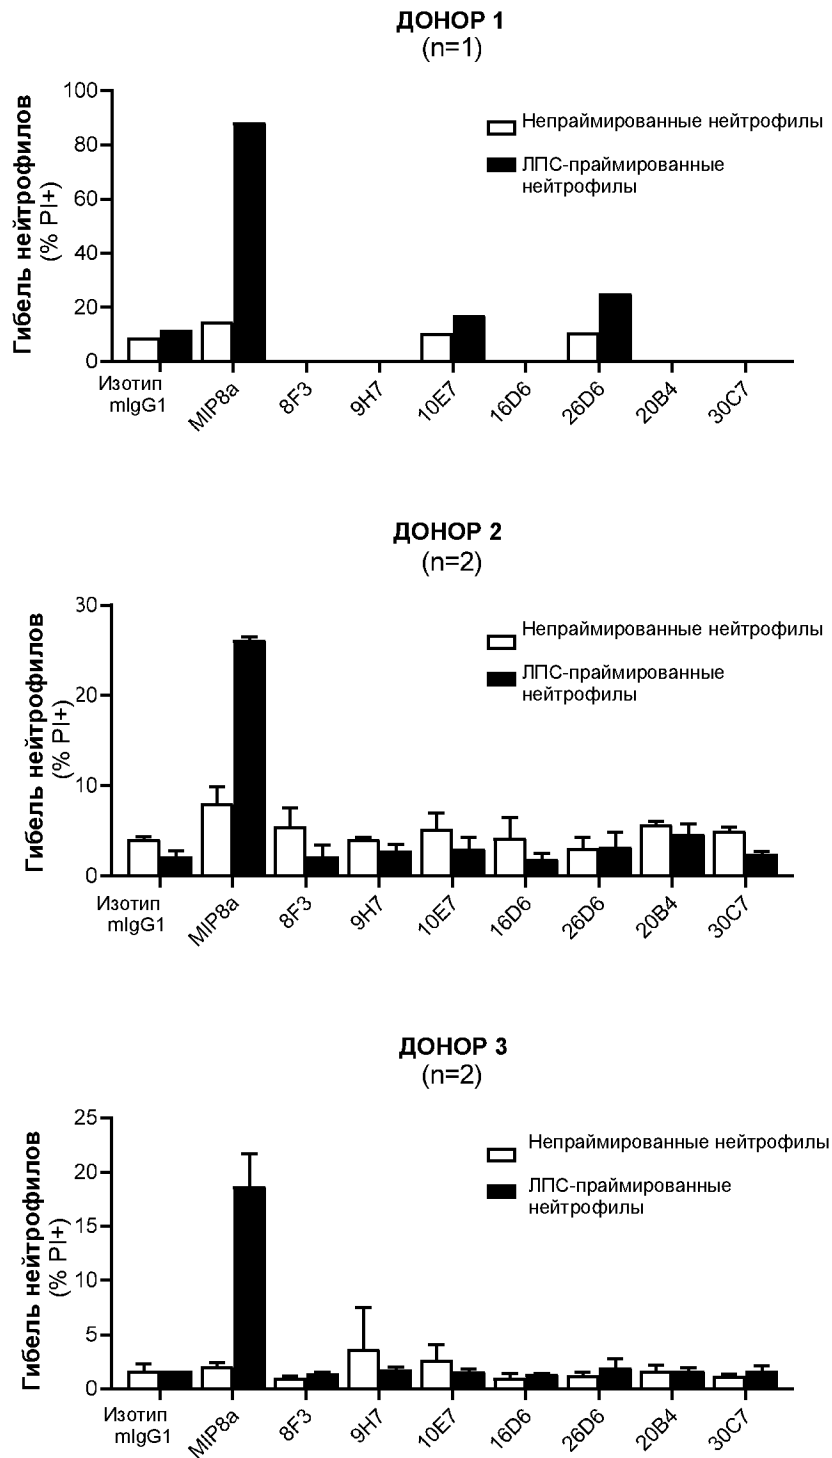 ДОНОР 1
(n=1)
Гибель нейтрофилов
(% PI+)
100
80
60
40
20
0
Непраймированные нейтрофилы
ЛПС-праймированные
нейтрофилы
Изотип
mIgG1
MIP8a
8F3
9H7
10E7
16D6
26D6
20B4
30C7
ДОНОР 2
(n=2)
Гибель нейтрофилов
(% PI+)
30
20
10
0
Непраймированные нейтрофилы
ЛПС-праймированные
нейтрофилы
Изотип
mIgG1
MIP8a
8F3
9H7
10E7
16D6
26D6
20B4
30C7
ДОНОР 3
(n=2)
Гибель нейтрофилов
(% PI+)
25
20
15
10
5
0
Непраймированные нейтрофилы
ЛПС-праймированные
нейтрофилы
Изотип
mIgG1
MIP8a
8F3
9H7
10E7
16D6
26D6
20B4
30C7